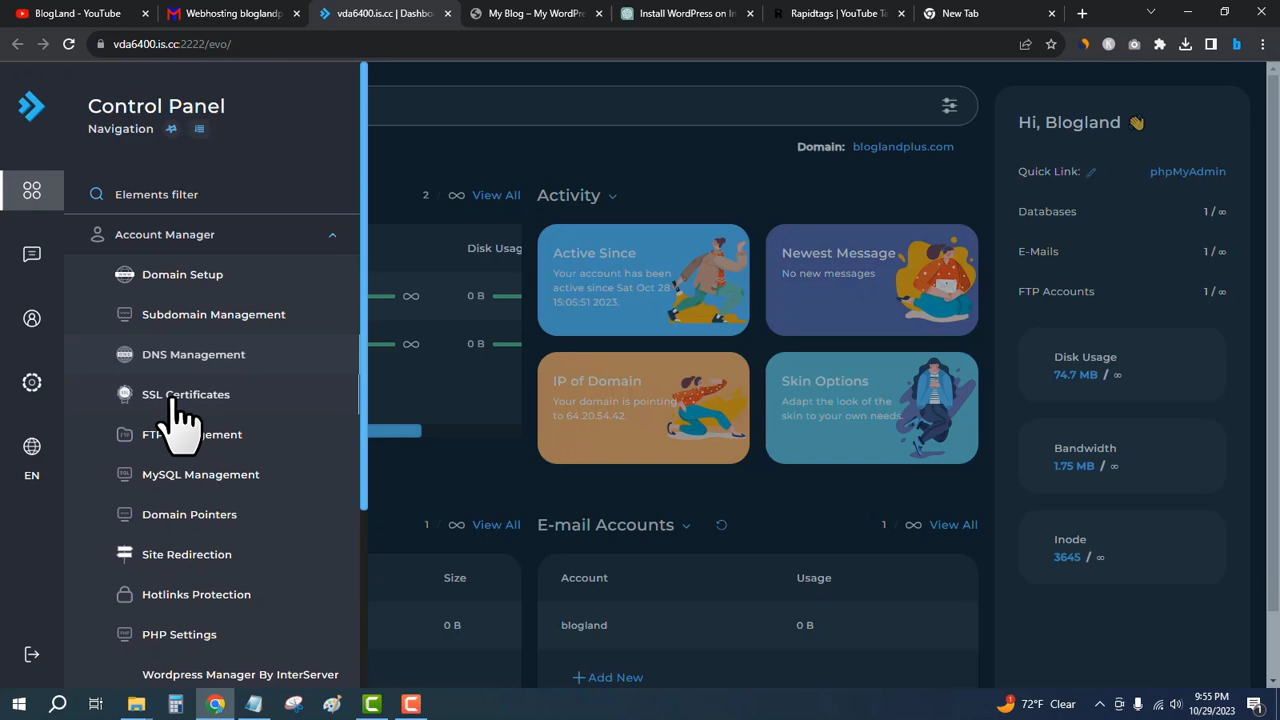 BlogLand - YouTube
Webhosting bloglandp
vda6400.is.cc | Dashbo
My Blog – My WordPre
Install WordPress on In
Rapidtags | YouTube Ta
New Tab
vda6400.is.cc:2222/evo/
Control Panel
Navigation
Elements filter
Account Manager
Domain Setup
Subdomain Management
DNS Management
SSL Certificates
MySQL Management
Domain Pointers
Site Redirection
Hotlinks Protection
PHP Settings
Wordpress Manager By InterServer
EN
Domain: bloglandplus.com
2 / ∞ View All
Disk Usag
∞ 0 B
∞ 0 B
1 / ∞ View All
Size
0 B
Activity
Active Since
Your account has been
active since Sat Oct 28
15:05:51 2023.
Newest Message
No new messages
IP of Domain
Your domain is pointing
to 64.20.54.42.
Skin Options
Adapt the look of the
skin to your own needs.
E-mail Accounts
1 / ∞ View All
Account Usage
blogland 0 B
+ Add New
Hi, Blogland 👋
Quick Link: phpMyAdmin
Databases 1 / ∞
E-Mails 1 / ∞
FTP Accounts 1 / ∞
Disk Usage
74.7 MB / ∞
Bandwidth
1.75 MB / ∞
Inode
3645 / ∞
72°F Clear
9:55 PM
10/29/2023